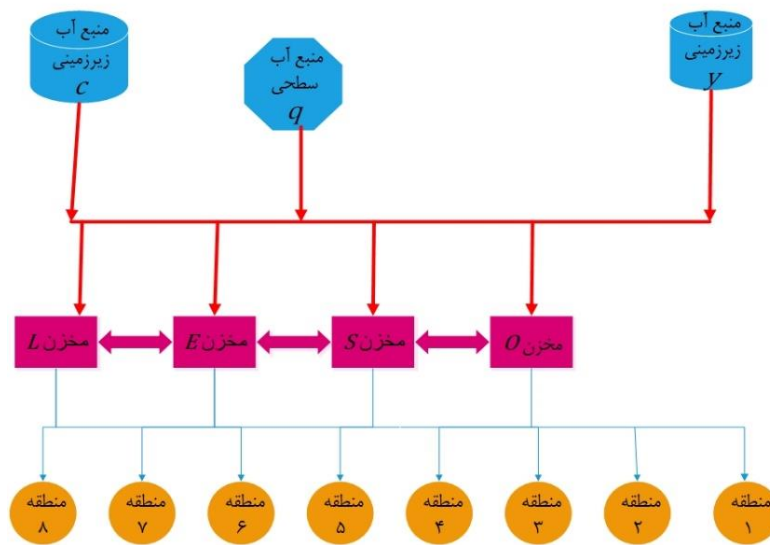 منبع آب
زیرزمینی
y
منبع آب
سطحی
q
منبع آب
زیرزمینی
c
مخزن O
مخزن S
مخزن E
مخزن L
منطقه
۱
منطقه
۲
منطقه
۳
منطقه
۴
منطقه
۵
منطقه
۶
منطقه
۷
منطقه
۸